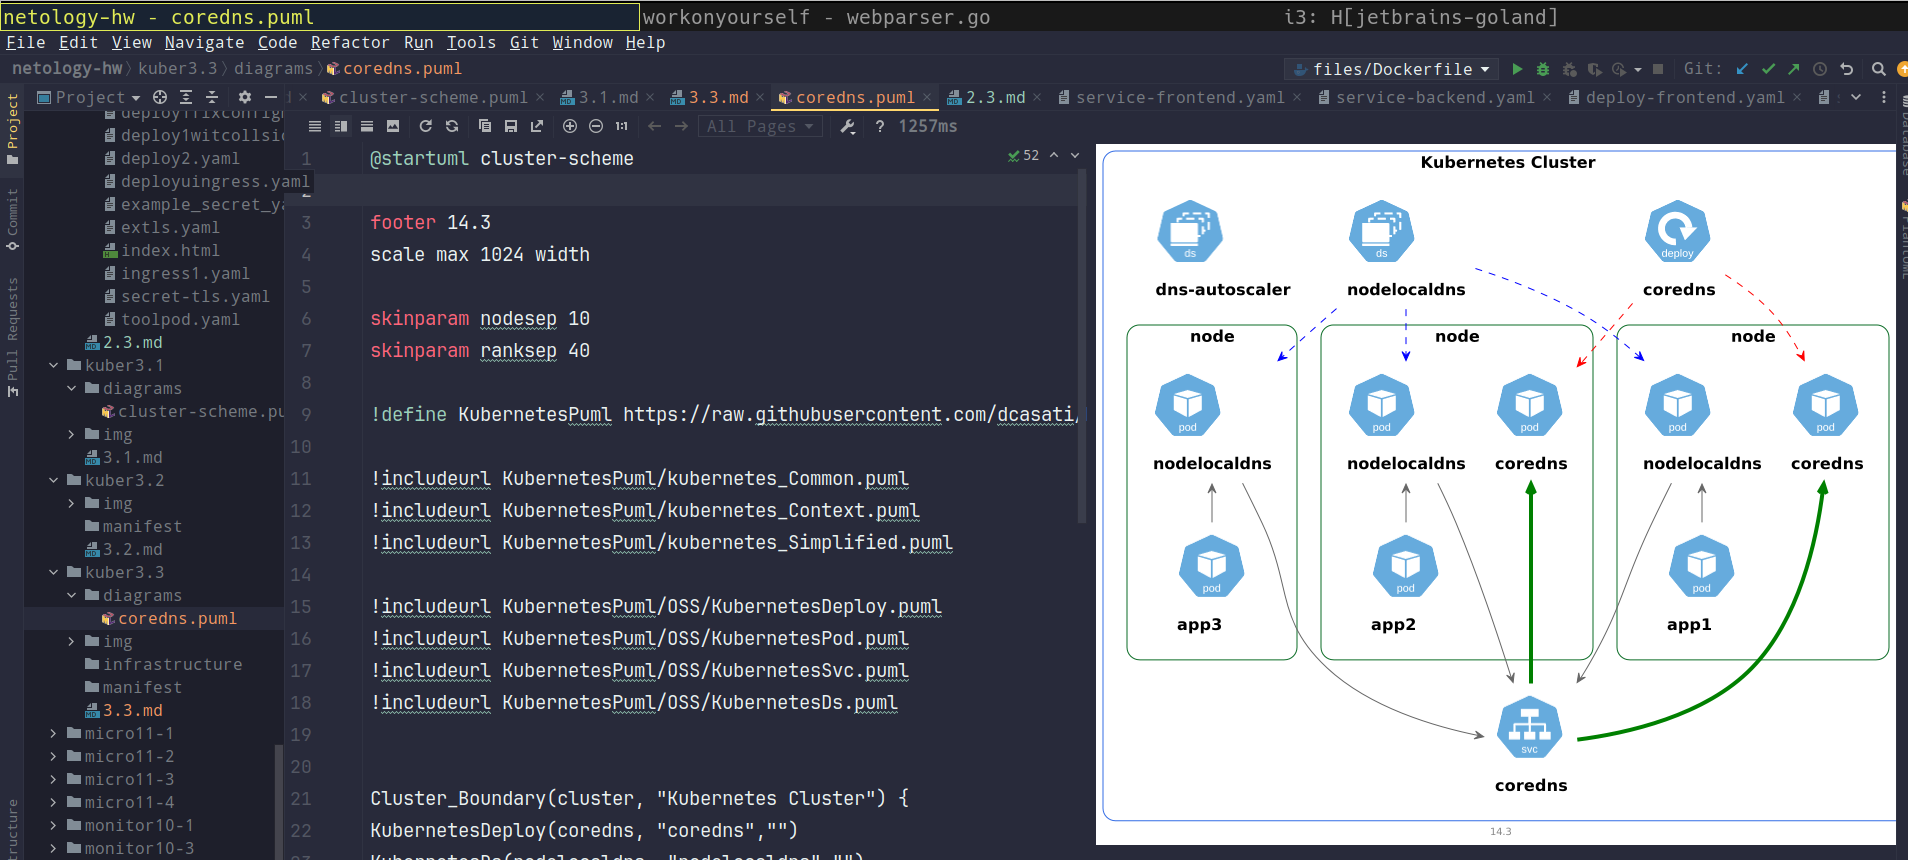 netology-hw - coredns.puml
workonyourself - webparser.go
i3: H[jetbrains-goland]
File Edit View Navigate Code Refactor Run Tools Git Window Help
netology-hw kuber3.3 diagrams coredns.puml
files/Dockerfile
Git:
Project
cluster-scheme.puml
3.1.md
3.3.md
coredns.puml
2.3.md
service-frontend.yaml
service-backend.yaml
deploy-frontend.yaml
1:1
All Pages
?
1257ms
Project
Commit
Pull Requests
deploy1witcollsi
deploy2.yaml
deployuingress.yaml
example_secret_ya
extls.yaml
index.html
ingress1.yaml
secret-tls.yaml
toolpod.yaml
2.3.md
kuber3.1
diagrams
cluster-scheme.pu
img
3.1.md
kuber3.2
img
manifest
3.2.md
kuber3.3
diagrams
coredns.puml
img
infrastructure
manifest
3.3.md
micro11-1
micro11-2
micro11-3
micro11-4
monitor10-1
monitor10-3
52
1 @startuml cluster-scheme
3 footer 14.3
4 scale max 1024 width
5
6 skinparam nodesep 10
7 skinparam ranksep 40
8
9 !define KubernetesPuml https://raw.githubusercontent.com/dcasati/
10
11 !includeurl KubernetesPuml/kubernetes_Common.puml
12 !includeurl KubernetesPuml/kubernetes_Context.puml
13 !includeurl KubernetesPuml/kubernetes_Simplified.puml
14
15 !includeurl KubernetesPuml/OSS/KubernetesDeploy.puml
16 !includeurl KubernetesPuml/OSS/KubernetesPod.puml
17 !includeurl KubernetesPuml/OSS/KubernetesSvc.puml
18 !includeurl KubernetesPuml/OSS/KubernetesDs.puml
19
20
21 Cluster_Boundary(cluster, "Kubernetes Cluster") {
22 KubernetesDeploy(coredns, "coredns","")
Kubernetes Cluster
ds
ds
deploy
dns-autoscaler
nodelocaldns
coredns
node
node
node
pod
pod
pod
pod
pod
nodelocaldns
nodelocaldns
coredns
nodelocaldns
coredns
pod
pod
pod
app3
app2
app1
svc
coredns
14.3